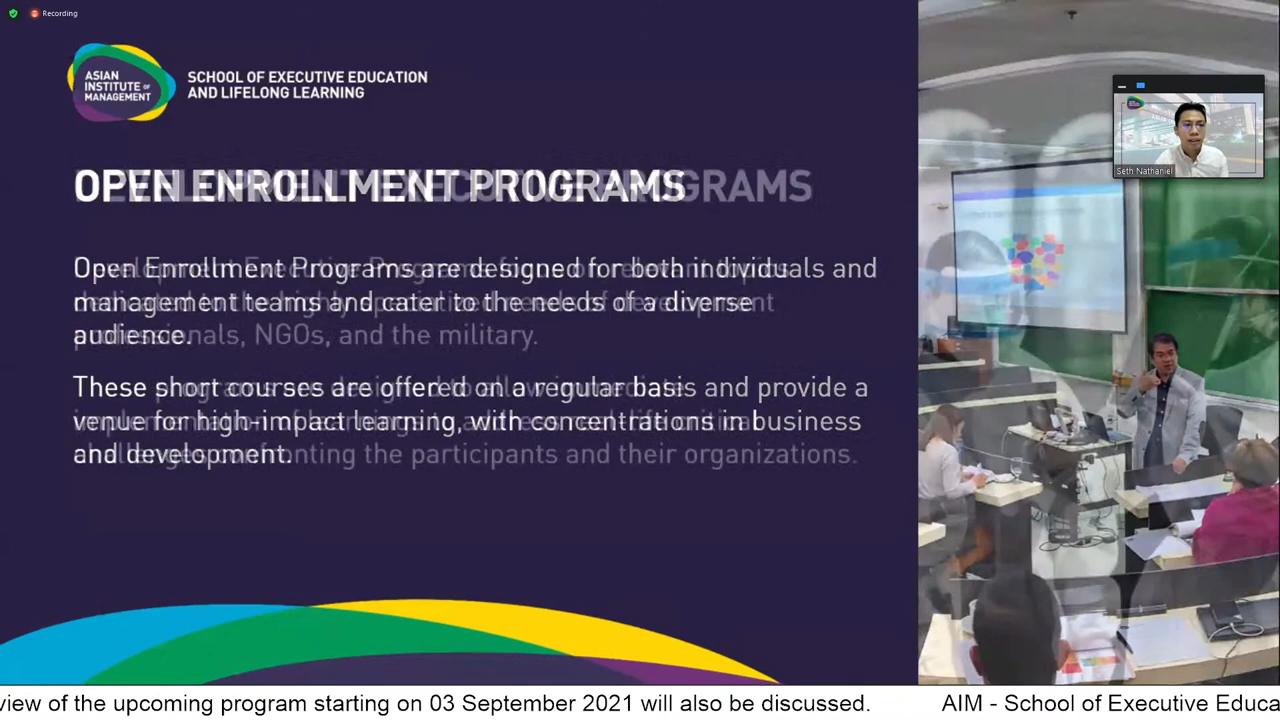 Recording
ASIAN
INSTITUTE OF
MANAGEMENT
SCHOOL OF EXECUTIVE EDUCATION
AND LIFELONG LEARNING
OPEN ENROLLMENT PROGRAMS
Open Enrollment Programs are designed for both individuals and
management teams and cater to the needs of a diverse
audience.
These short courses are offered on a regular basis and provide a
venue for high-impact learning, with concentrations in business
and development.
Seth Nathaniel
view of the upcoming program starting on 03 September 2021 will also be discussed.
AIM - School of Executive Educa